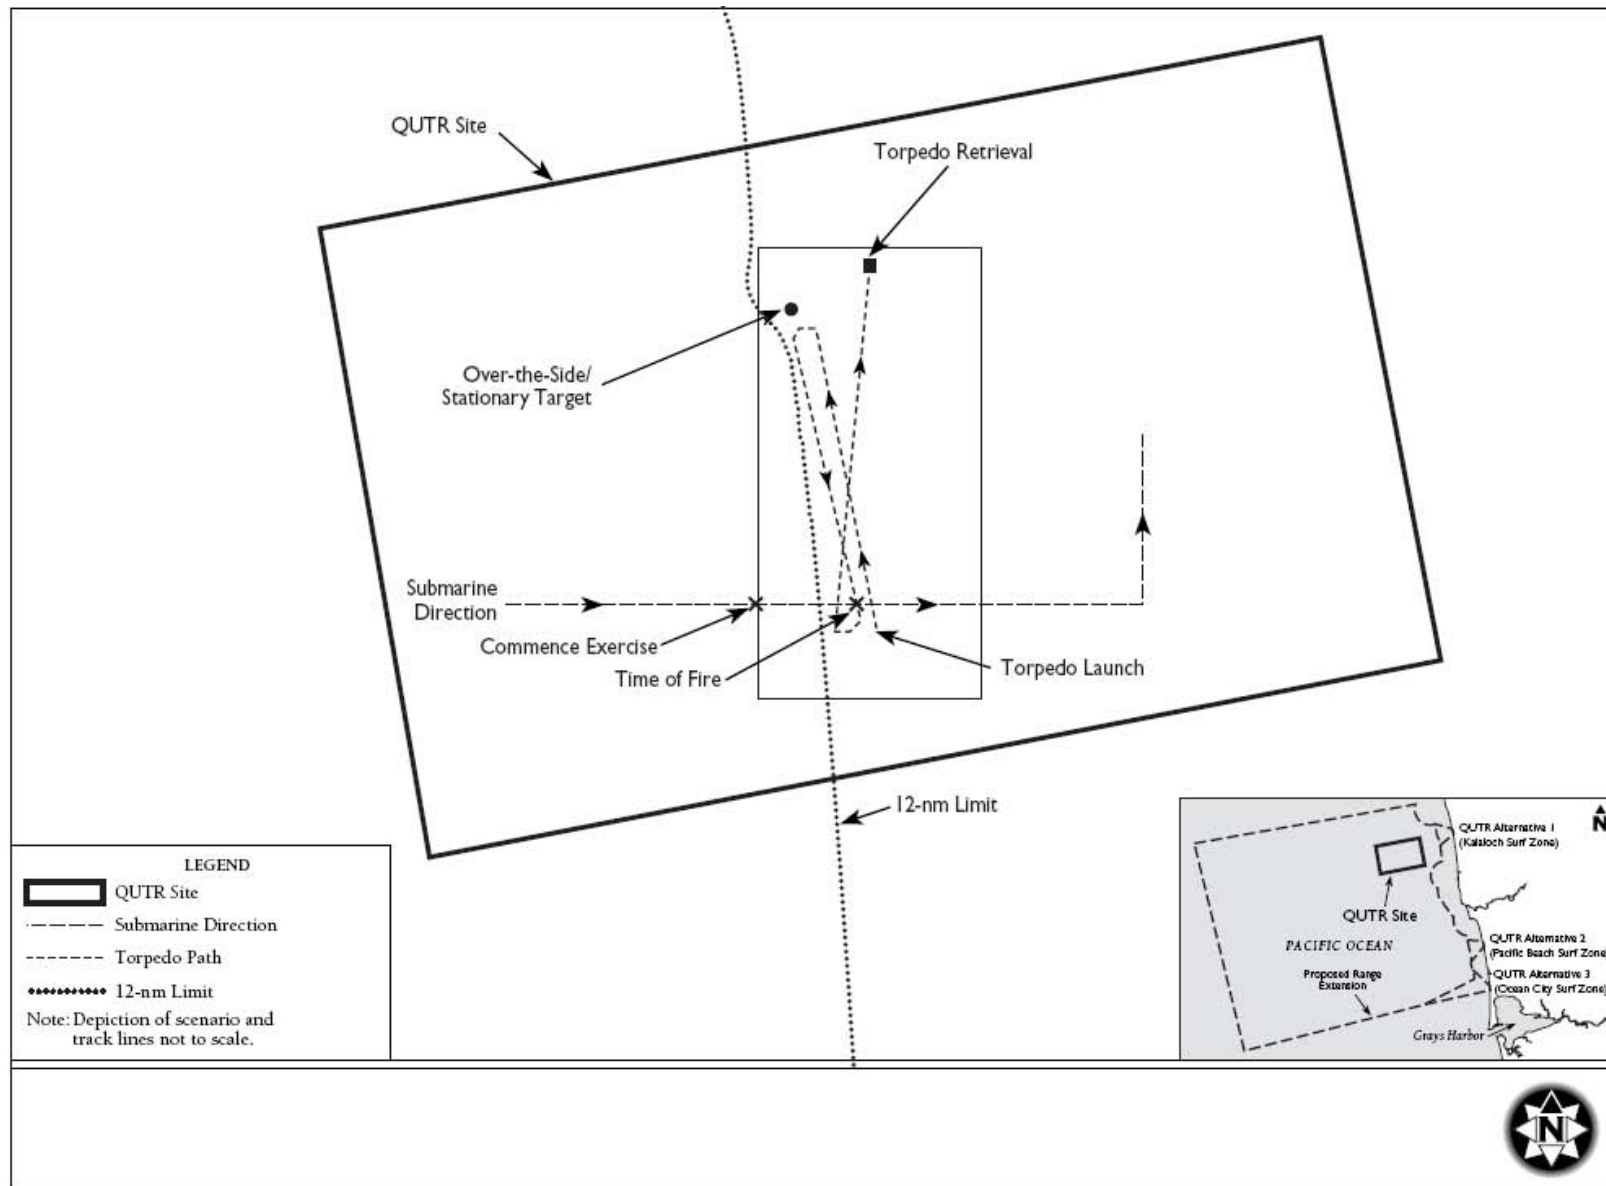 QUTR Site
Torpedo Retrieval
Over-the-Side/
Stationary Target
Submarine
Direction
Commence Exercise
Time of Fire
Torpedo Launch
12-nm Limit
LEGEND
QUTR Site
Submarine Direction
Torpedo Path
12-nm Limit
Note: Depiction of scenario and
track lines not to scale.
N
QUTR Alternative 1
(Kalaloch Surf Zone)
QUTR Site
PACIFIC OCEAN
QUTR Alternative 2
(Pacific Beach Surf Zone)
Proposed Range
Extension
QUTR Alternative 3
(Ocean City Surf Zone)
Grays Harbor
N